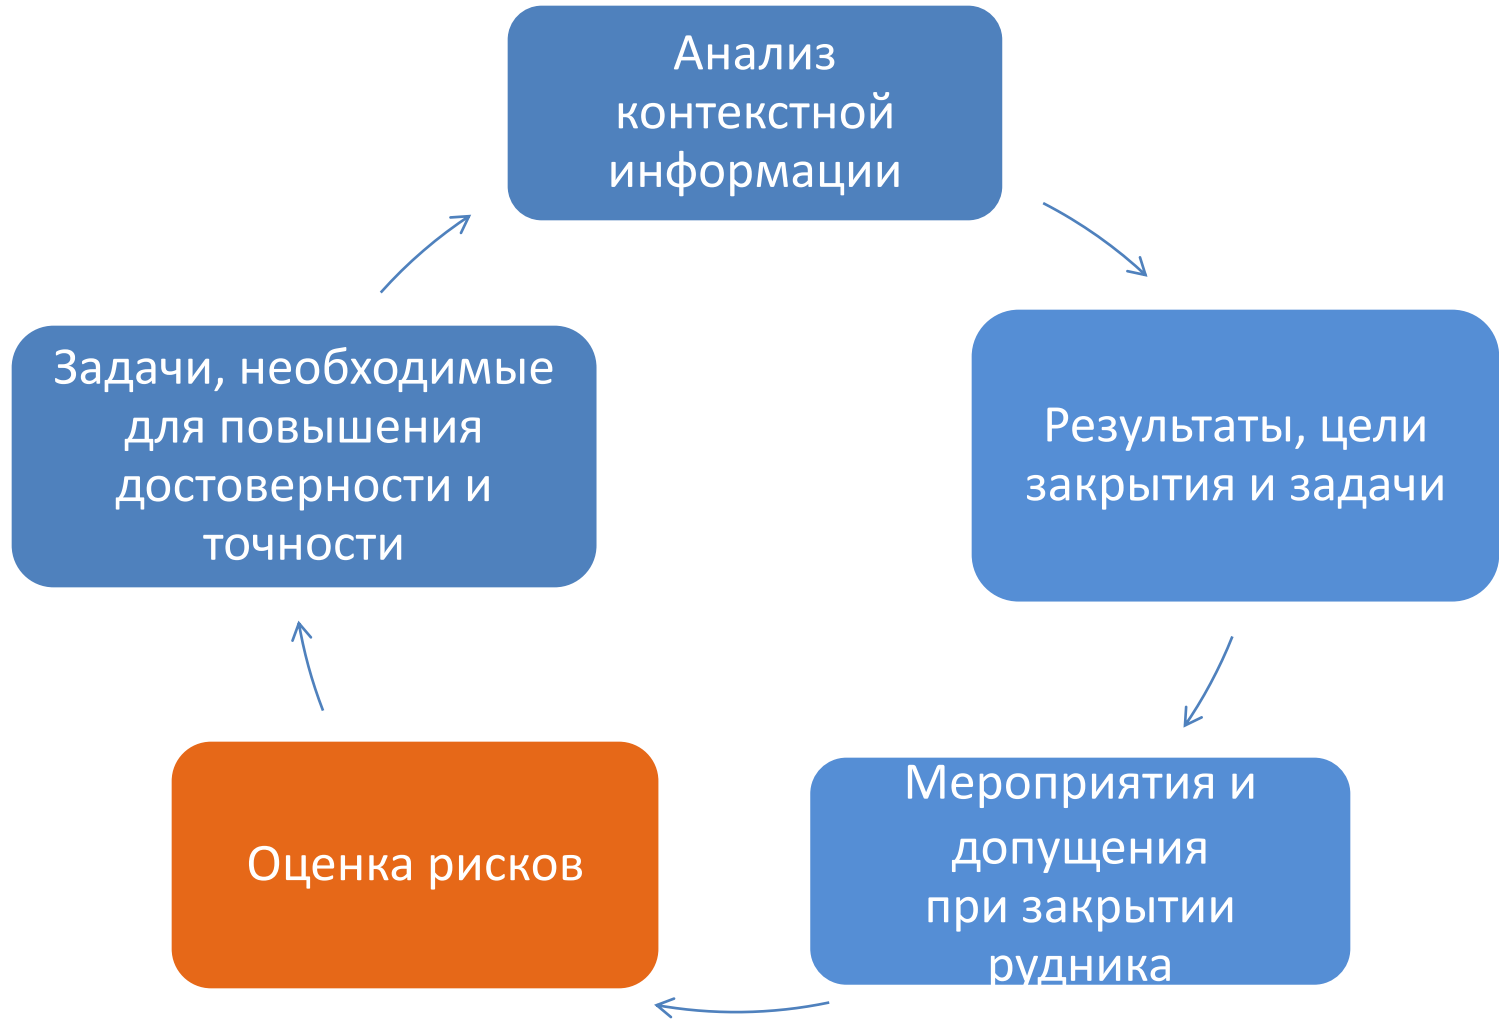 Анализ
контекстной
информации
Результаты, цели
закрытия и задачи
Мероприятия и
допущения
при закрытии
рудника
Оценка рисков
Задачи, необходимые
для повышения
достоверности и
точности